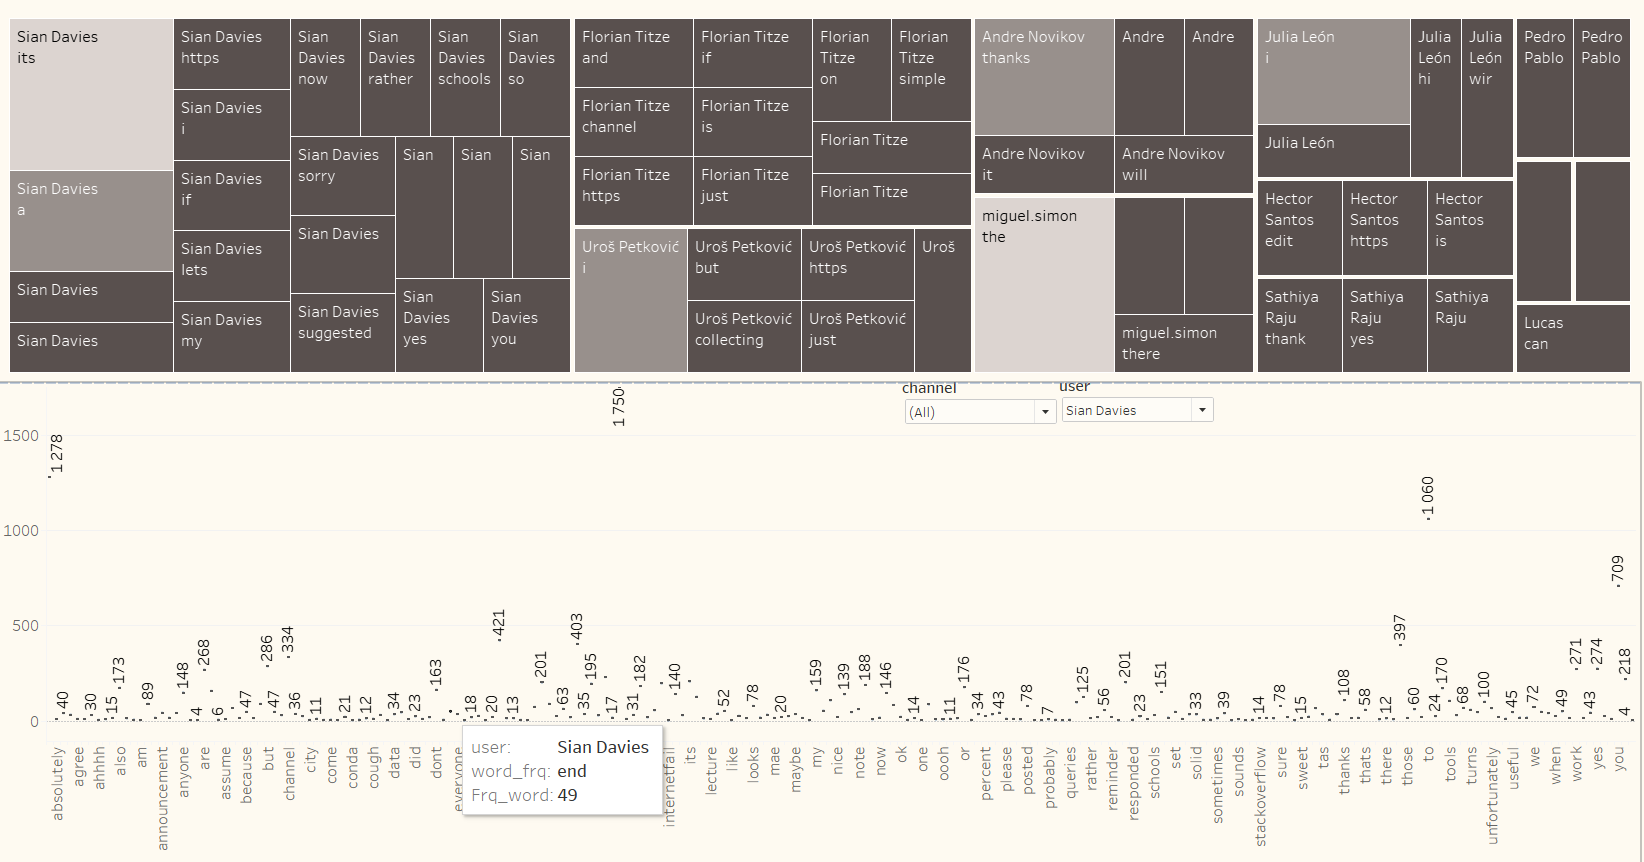 Sian Davies
its
Sian Davies
a
Sian Davies
Sian Davies
Sian Davies
https
Sian Davies
i
Sian Davies
if
Sian Davies
lets
Sian Davies
my
Sian
Davies
now
Sian
Davies
rather
Sian
Davies
schools
Sian
Davies
so
Sian Davies
sorry
Sian Davies
Sian Davies
suggested
Sian
Sian
Sian
Sian
Davies
yes
Sian
Davies
you
Florian Titze
and
Florian Titze
channel
Florian Titze
https
Florian Titze
if
Florian Titze
is
Florian Titze
just
Florian
Titze
on
Florian
Titze
simple
Florian Titze
Florian Titze
Uroš Petković
i
Uroš Petković
but
Uroš Petković
collecting
Uroš Petković
https
Uroš Petković
just
Uroš
Andre Novikov
thanks
Andre
Andre
Andre Novikov
it
Andre Novikov
will
miguel.simon
the
miguel.simon
there
Julia León
i
Julia León
Julia
León
hi
Julia
León
wir
Hector
Santos
edit
Hector
Santos
https
Hector
Santos
is
Sathiya
Raju
thank
Sathiya
Raju
yes
Sathiya
Raju
Pedro
Pablo
Pedro
Pablo
Lucas
can
channel
(All)
user
Sian Davies
1500
1000
500
0
1 278
40
30
15
173
89
148
4
268
6
47
286
47
334
36
11
21
12
34
23
163
18
20
421
13
201
63
403
35
195
17
1 750
31
182
140
52
78
20
159
139
188
146
14
11
176
34
43
78
7
125
56
201
23
151
33
39
14
78
15
108
58
12
397
60
1 060
24
170
68
100
45
72
49
271
43
274
709
4
218
absolutely
agree
ahhhh
also
am
announcement
anyone
are
assume
because
but
channel
city
come
conda
cough
data
did
dont
everyone
internetfail
its
lecture
like
looks
mae
maybe
my
nice
note
now
ok
one
oooh
or
percent
please
posted
probably
queries
rather
reminder
responded
schools
set
solid
sometimes
sounds
stackoverflow
sure
sweet
tas
thanks
thats
there
those
to
tools
turns
unfortunately
useful
we
when
work
yes
you
user: Sian Davies
word_frq: end
Frq_word: 49